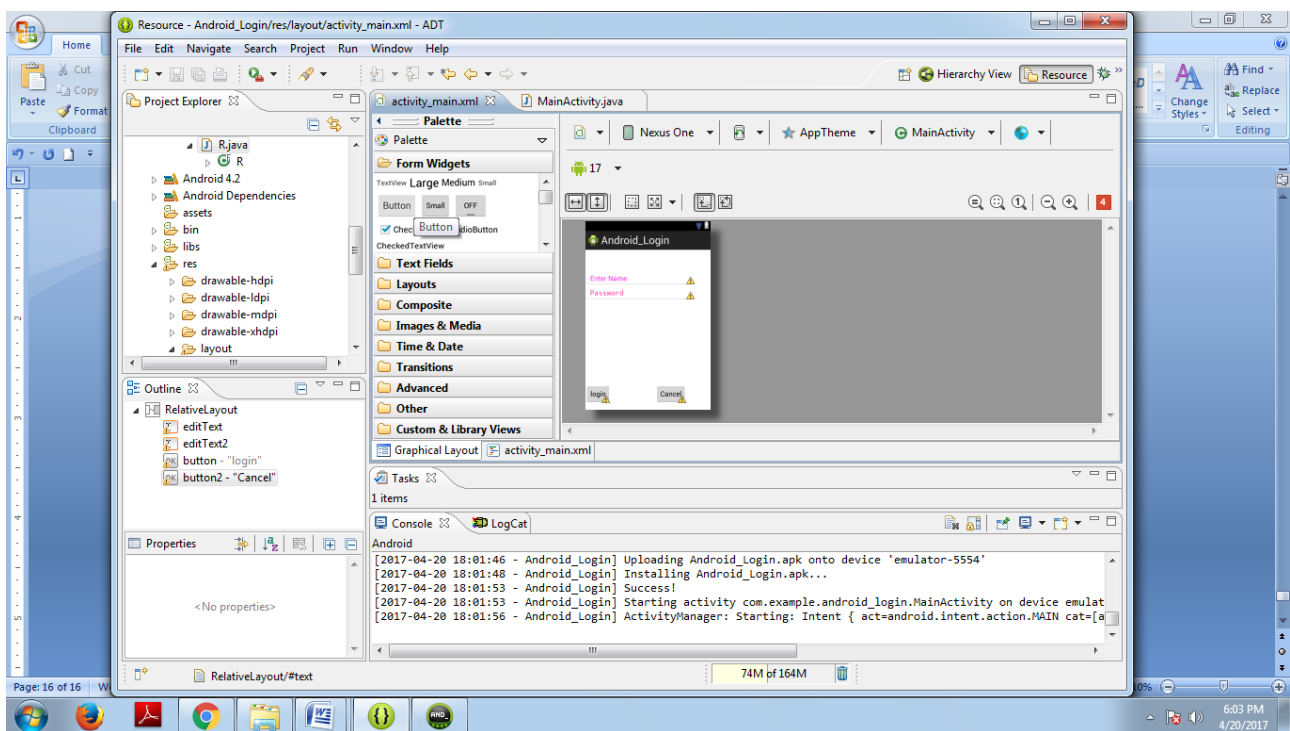 Resource - Android_Login/res/layout/activity_main.xml - ADT
File Edit Navigate Search Project Run Window Help
Hierarchy View Resource
Home
Cut
Copy
Paste
Format
Clipboard
Find
Replace
Change
Styles
Select
Editing
L
Project Explorer
R.java
R
Android 4.2
Android Dependencies
assets
bin
libs
res
drawable-hdpi
drawable-ldpi
drawable-mdpi
drawable-xhdpi
layout
Outline
RelativeLayout
editText
editText2
button - "login"
button2 - "Cancel"
Properties
<No properties>
activity_main.xml MainActivity.java
Palette
Palette
Form Widgets
TextView Large Medium Small
Button Small OFF
Chec Button dioButton
CheckedTextView
Text Fields
Layouts
Composite
Images & Media
Time & Date
Transitions
Advanced
Other
Custom & Library Views
Graphical Layout activity_main.xml
Nexus One AppTheme MainActivity
17
4
Android_Login
Enter Name
Password
login Cancel
Tasks
1 items
Console LogCat
Android
[2017-04-20 18:01:46 - Android_Login] Uploading Android_Login.apk onto device 'emulator-5554'
[2017-04-20 18:01:48 - Android_Login] Installing Android_Login.apk...
[2017-04-20 18:01:53 - Android_Login] Success!
[2017-04-20 18:01:53 - Android_Login] Starting activity com.example.android_login.MainActivity on device emulat
[2017-04-20 18:01:56 - Android_Login] ActivityManager: Starting: Intent { act=android.intent.action.MAIN cat=[a
RelativeLayout/#text
74M of 164M
Page: 16 of 16 W
0%
6:03 PM
4/20/2017